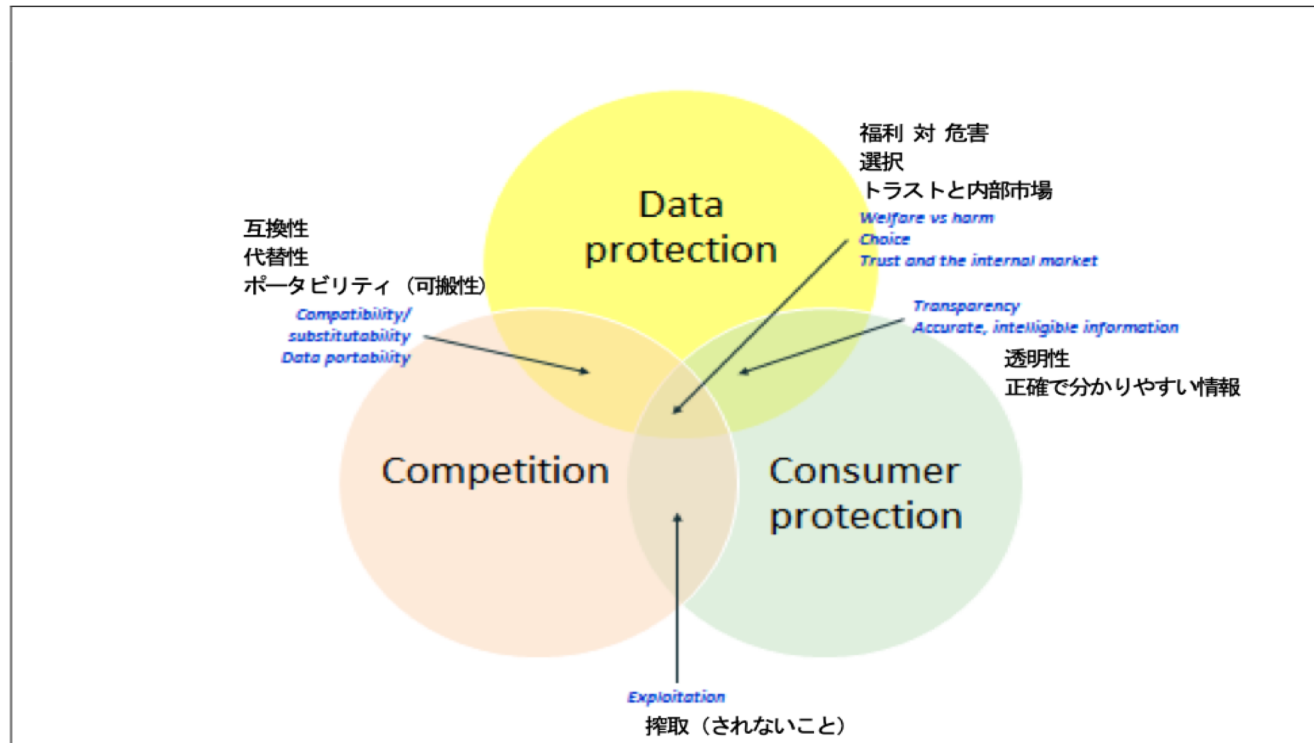 福利 対 危害
選択
トラストと内部市場
Welfare vs harm
Choice
Trust and the internal market
Data
protection
互換性
代替性
ポータビリティ（可搬性）
Compatibility/
substitutability
Data portability
Transparency
Accurate, intelligible information
透明性
正確で分かりやすい情報
Competition
Consumer
protection
Exploitation
搾取（されないこと）